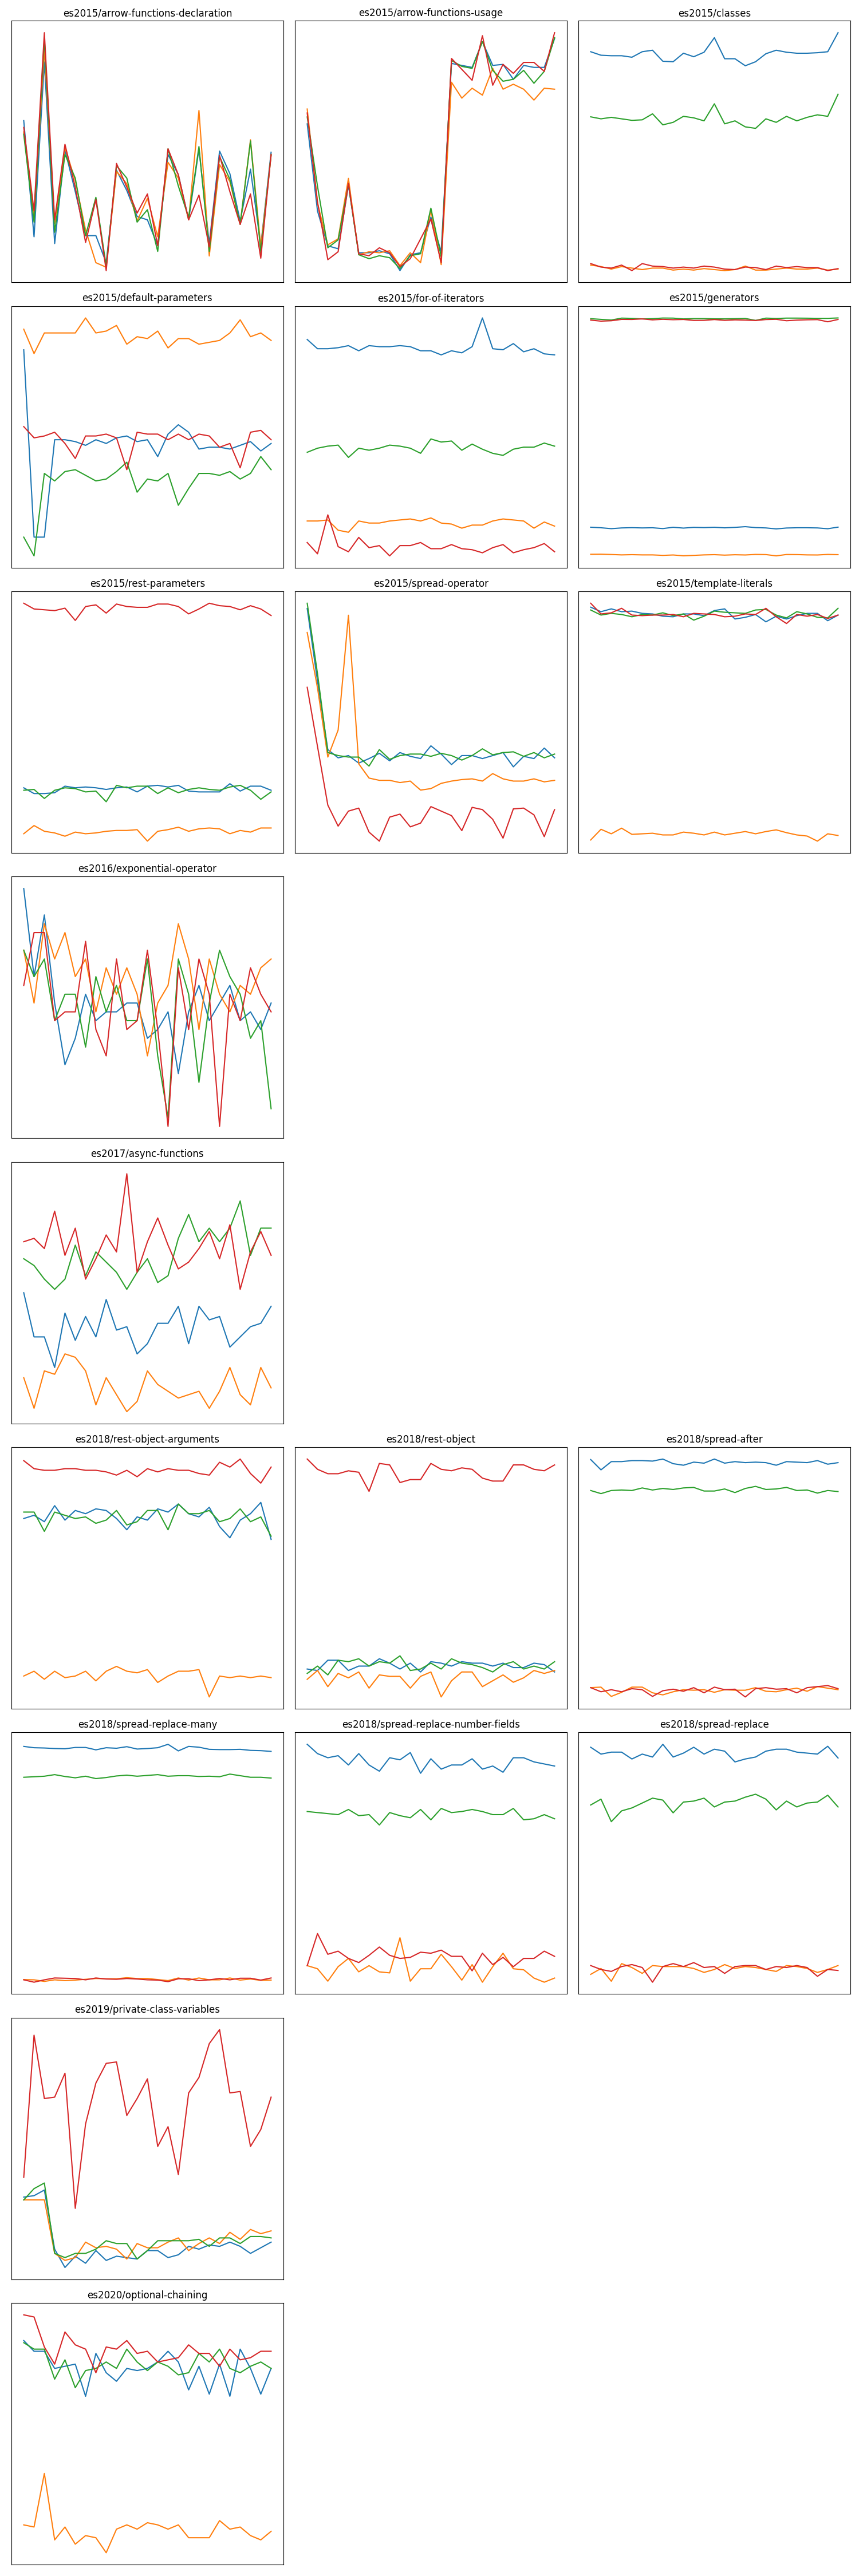 es2015/arrow-functions-declaration
es2015/arrow-functions-usage
es2015/classes
es2015/default-parameters
es2015/for-of-iterators
es2015/generators
es2015/rest-parameters
es2015/spread-operator
es2015/template-literals
es2016/exponential-operator
es2017/async-functions
es2018/rest-object-arguments
es2018/rest-object
es2018/spread-after
es2018/spread-replace-many
es2018/spread-replace-number-fields
es2018/spread-replace
es2019/private-class-variables
es2020/optional-chaining